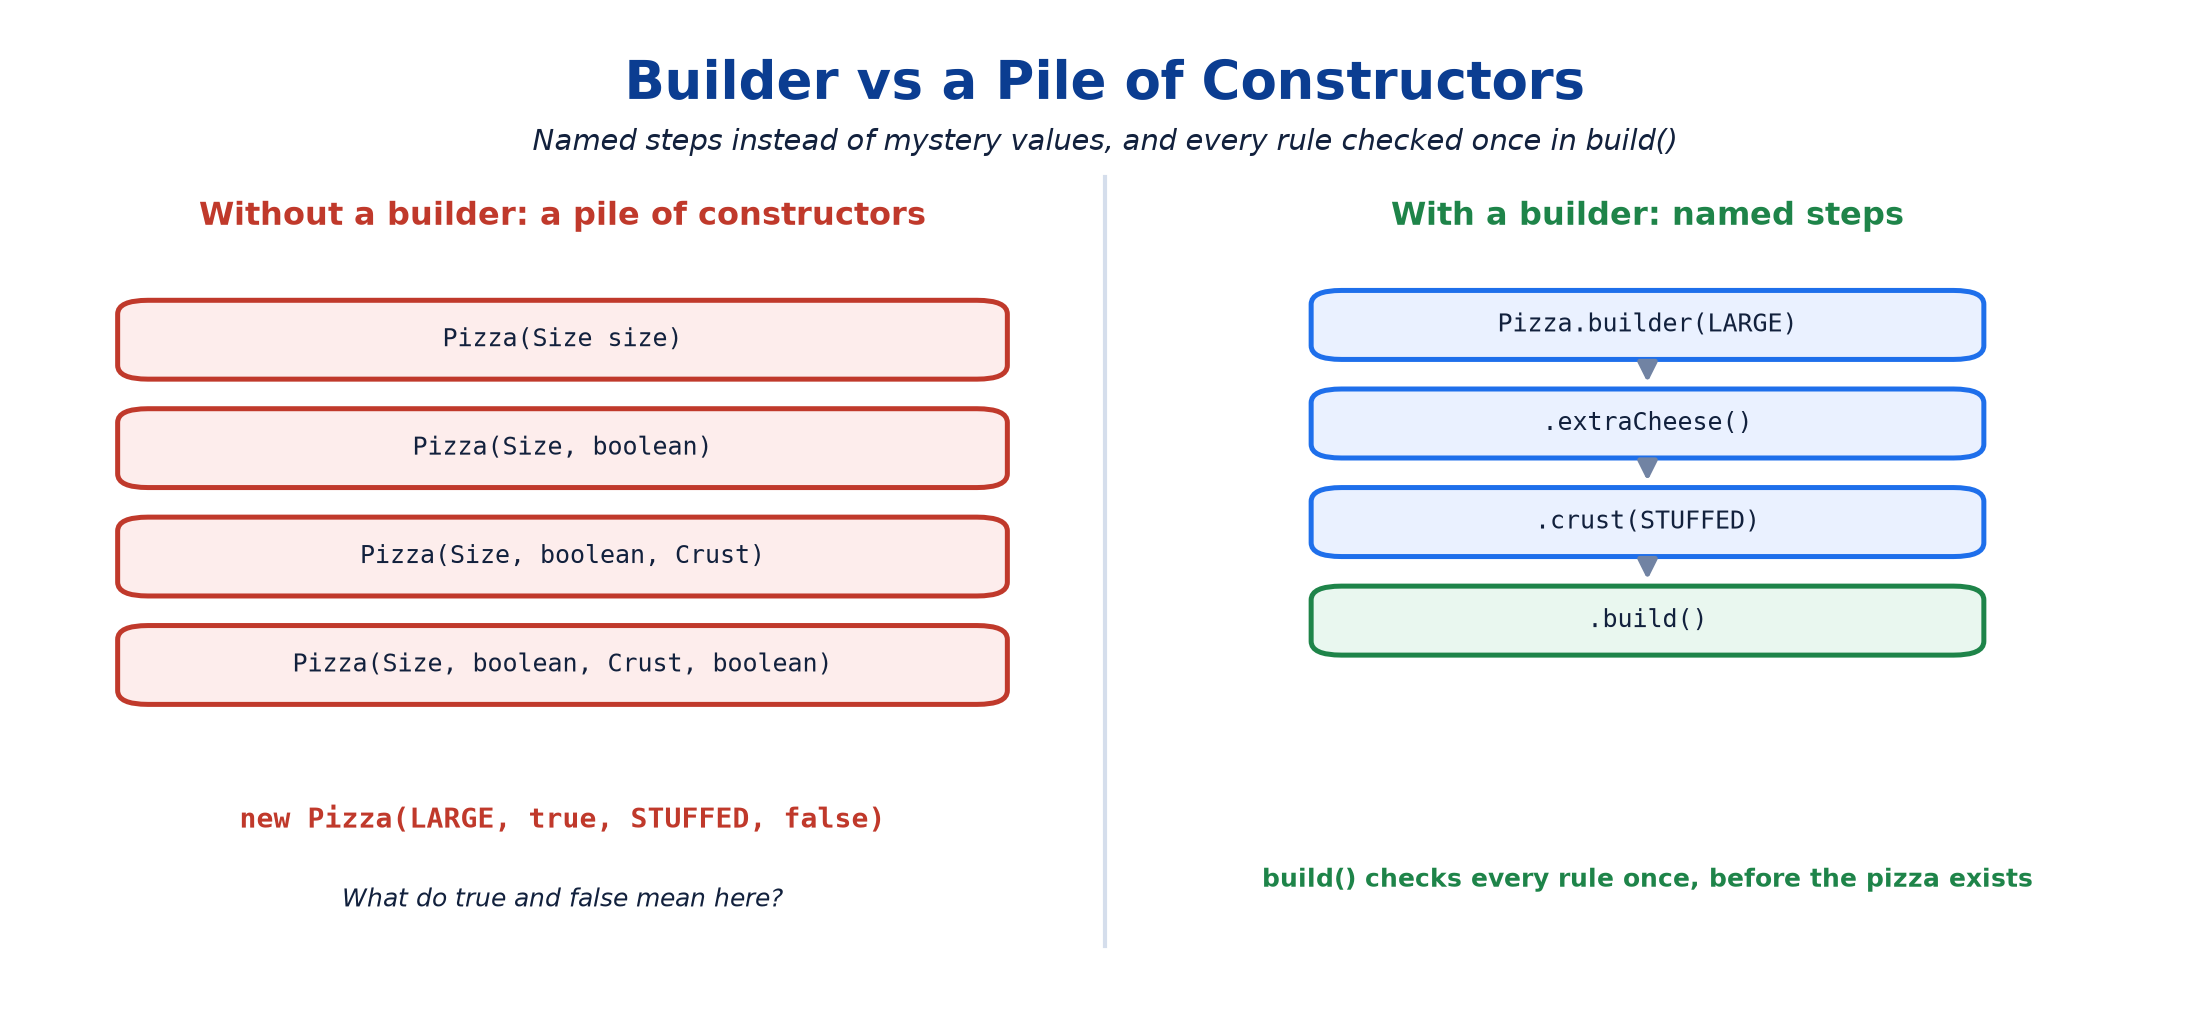 Builder vs a Pile of Constructors
Named steps instead of mystery values, and every rule checked once in build()
Without a builder: a pile of constructors
Pizza(Size size)
Pizza(Size, boolean)
Pizza(Size, boolean, Crust)
Pizza(Size, boolean, Crust, boolean)
new Pizza(LARGE, true, STUFFED, false)
What do true and false mean here?
With a builder: named steps
Pizza.builder(LARGE)
.extraCheese()
.crust(STUFFED)
.build()
build() checks every rule once, before the pizza exists